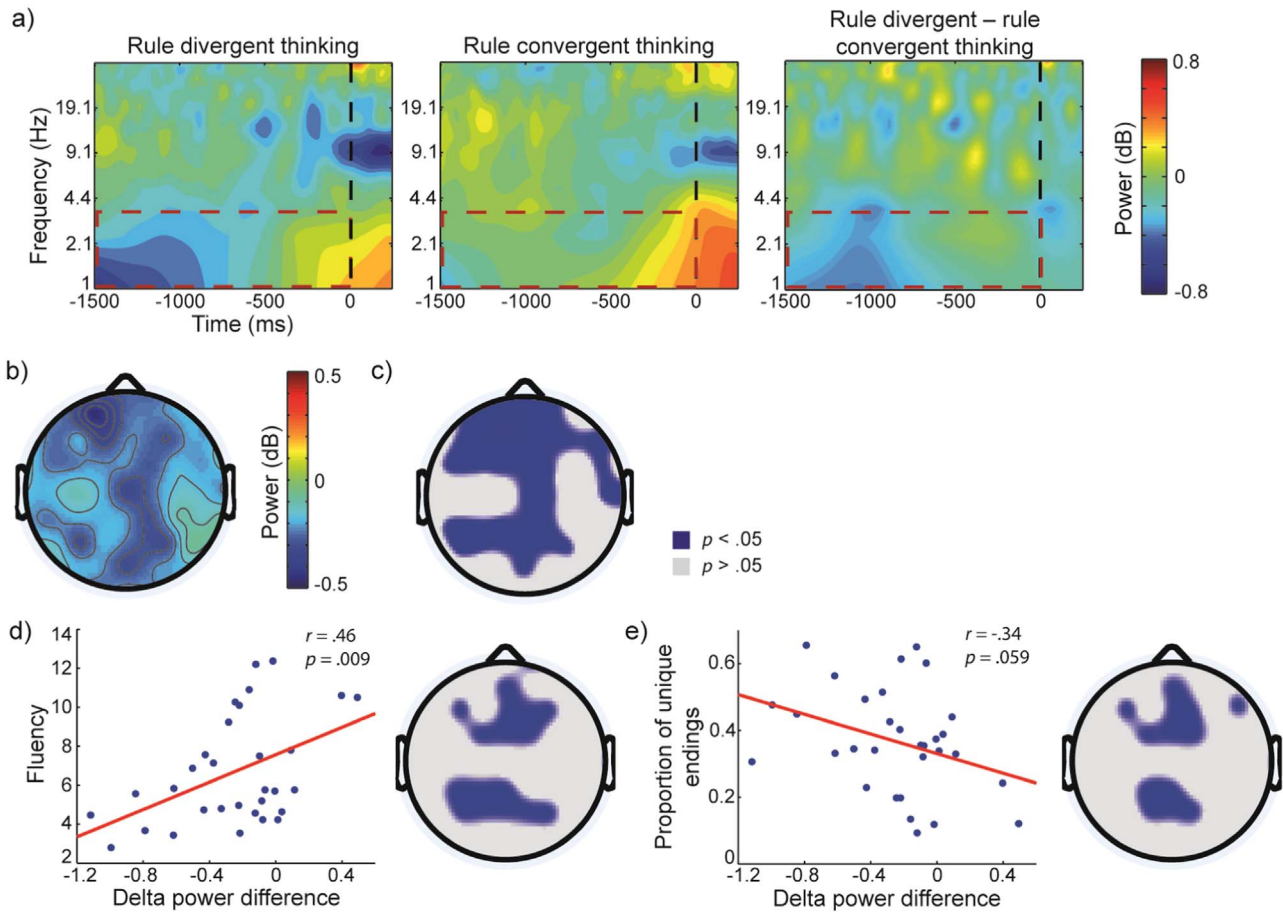 a)
Rule divergent thinking
Rule convergent thinking
Rule divergent – rule
convergent thinking
Frequency (Hz)
19.1
9.1
4.4
2.1
1
-1500
-1000
-500
0
Time (ms)
19.1
9.1
4.4
2.1
1
-1500
-1000
-500
0
19.1
9.1
4.4
2.1
1
-1500
-1000
-500
0
0.8
0
-0.8
Power (dB)
b)
0.5
0
-0.5
Power (dB)
c)
p < .05
p > .05
d)
Fluency
14
12
10
8
6
4
2
r = .46
p = .009
-1.2
-0.8
-0.4
0
0.4
Delta power difference
e)
Proportion of unique
endings
0.6
0.4
0.2
0
r = -.34
p = .059
-1.2
-0.8
-0.4
0
0.4
Delta power difference